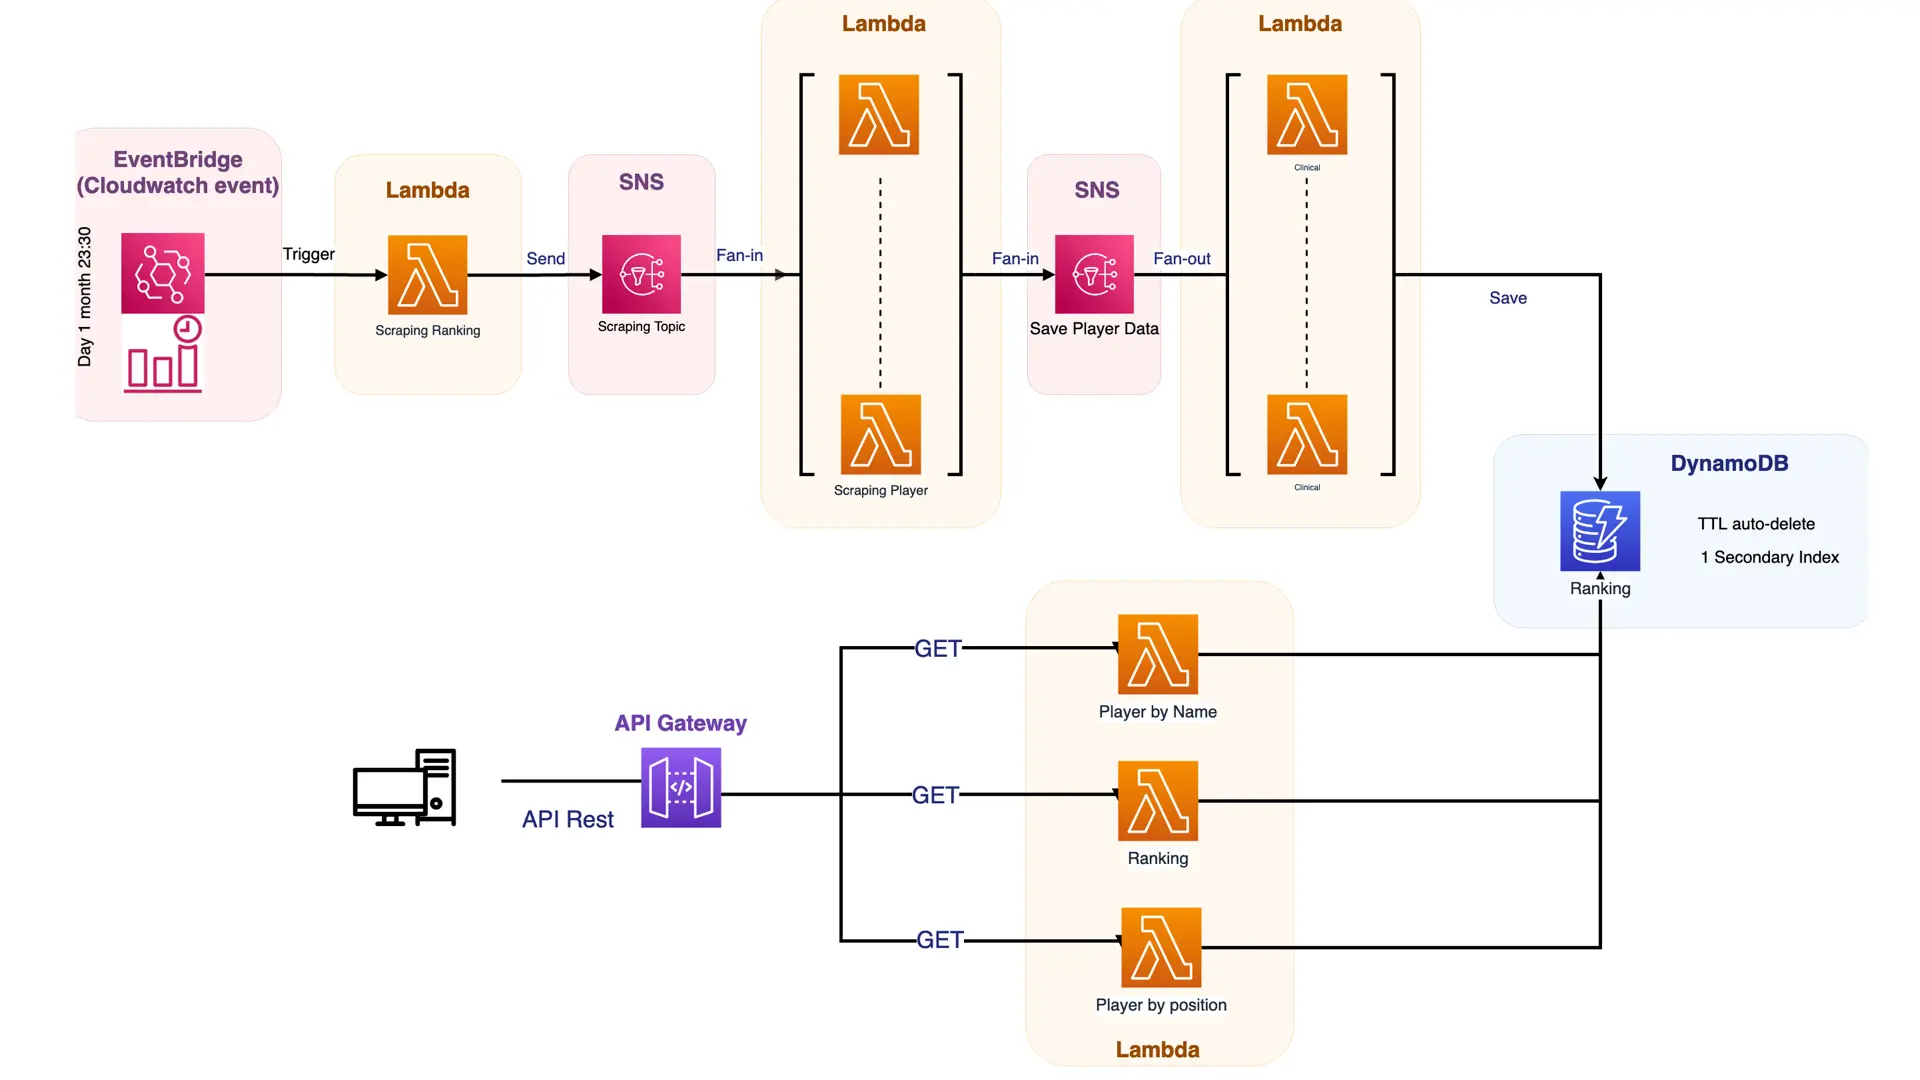 Lambda
Lambda
EventBridge
(Cloudwatch event)
Day 1 month 23:30
Trigger
Lambda
Scraping Ranking
Send
SNS
Scraping Topic
Fan-in
Scraping Player
Fan-in
SNS
Save Player Data
Fan-out
Clinical
Clinical
Save
DynamoDB
TTL auto-delete
1 Secondary Index
Ranking
API Rest
API Gateway
GET
Player by Name
GET
Ranking
GET
Player by position
Lambda